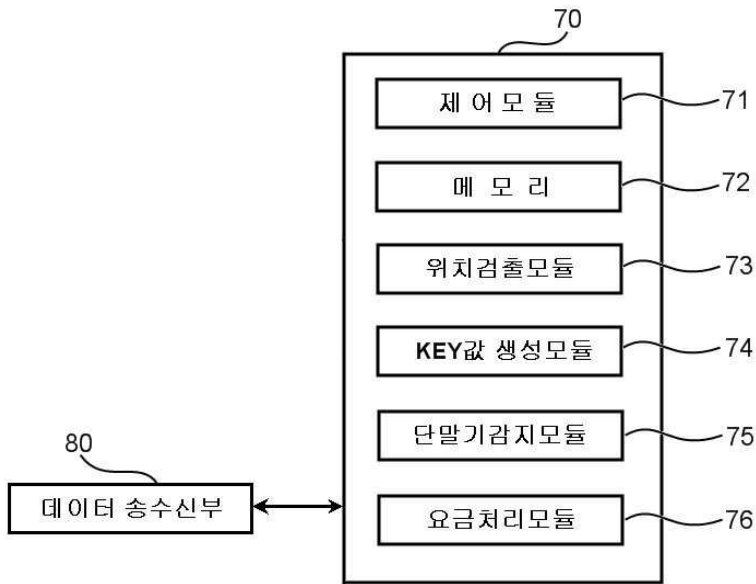 70
제어모듈 71
메모리 72
위치검출모듈 73
KEY값 생성모듈 74
단말기감지모듈 75
80
데이터 송수신부
요금처리모듈 76